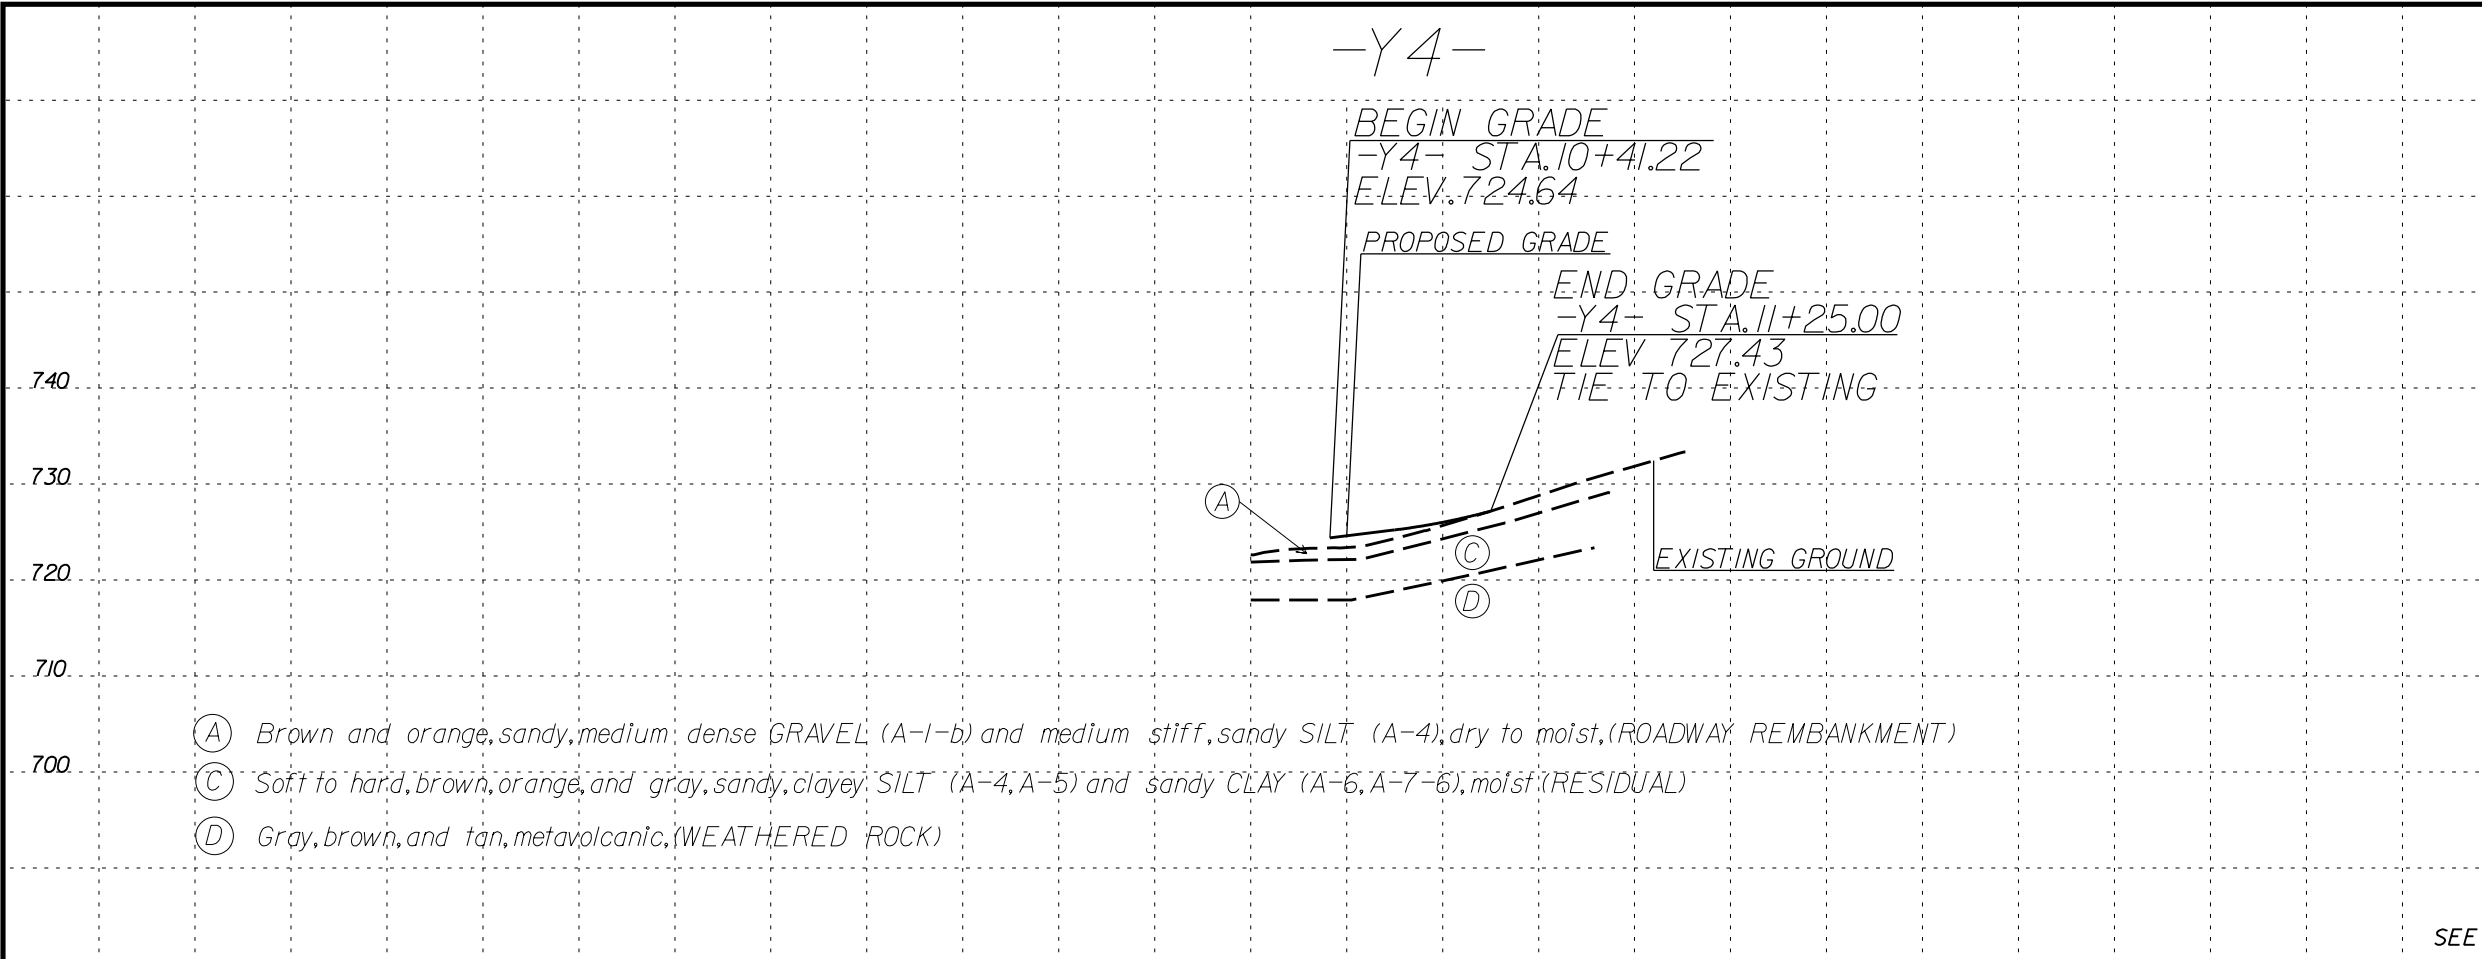 -Y4-
BEGIN GRADE
-Y4- STA.10+41.22
ELEV.724.64
PROPOSED GRADE
END GRADE
-Y4- STA.11+25.00
ELEV 727.43
TIE TO EXISTING
740
730
A
C
EXISTING GROUND
720
D
710
A Brown and orange,sandy,medium dense GRAVEL (A-1-b) and medium stiff,sandy SILT (A-4),dry to moist,(ROADWAY REMBANKMENT)
700
C Soft to hard,brown,orange,and gray,sandy,clayey SILT (A-4,A-5) and sandy CLAY (A-6,A-7-6),moist (RESIDUAL)
D Gray,brown,and tan,metavolcanic,(WEATHERED ROCK)
SEE